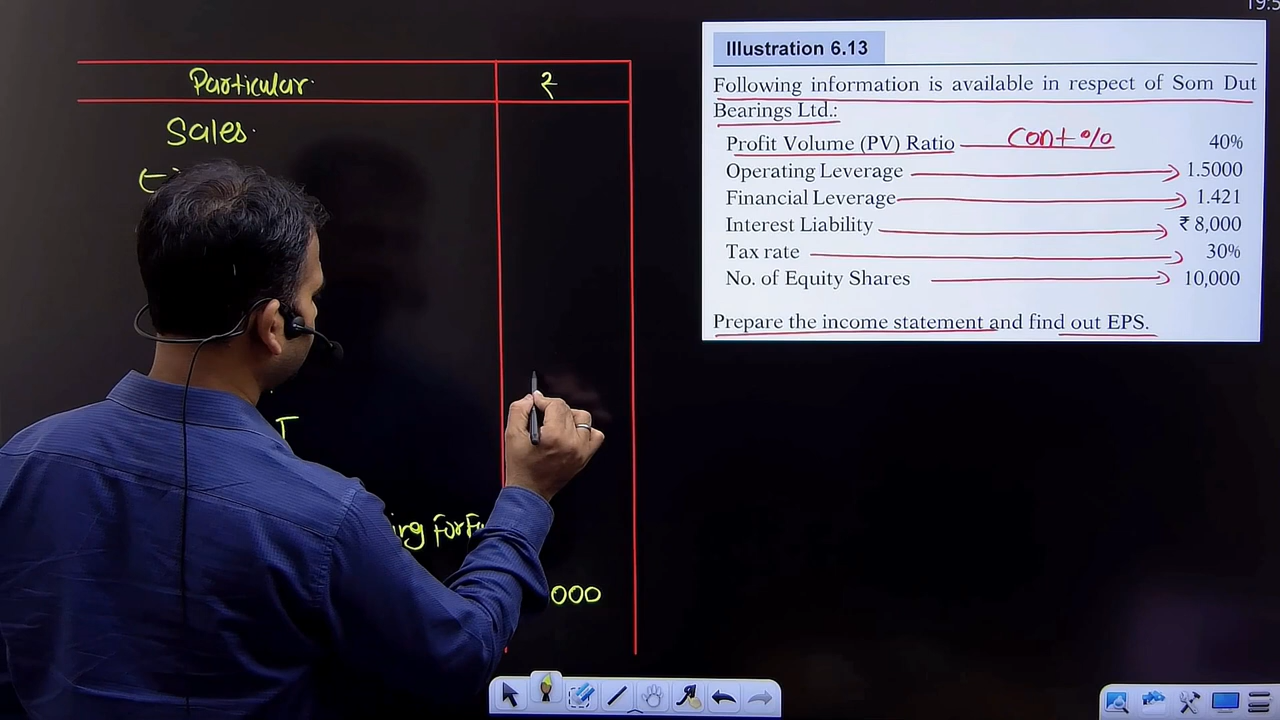 19:5
Particular. ₹
Sales.
(-)
T
ing For
000
Illustration 6.13
Following information is available in respect of Som Dut
Bearings Ltd.:
Profit Volume (PV) Ratio Cont % 40%
Operating Leverage 1.5000
Financial Leverage 1.421
Interest Liability ₹ 8,000
Tax rate 30%
No. of Equity Shares 10,000
Prepare the income statement and find out EPS.